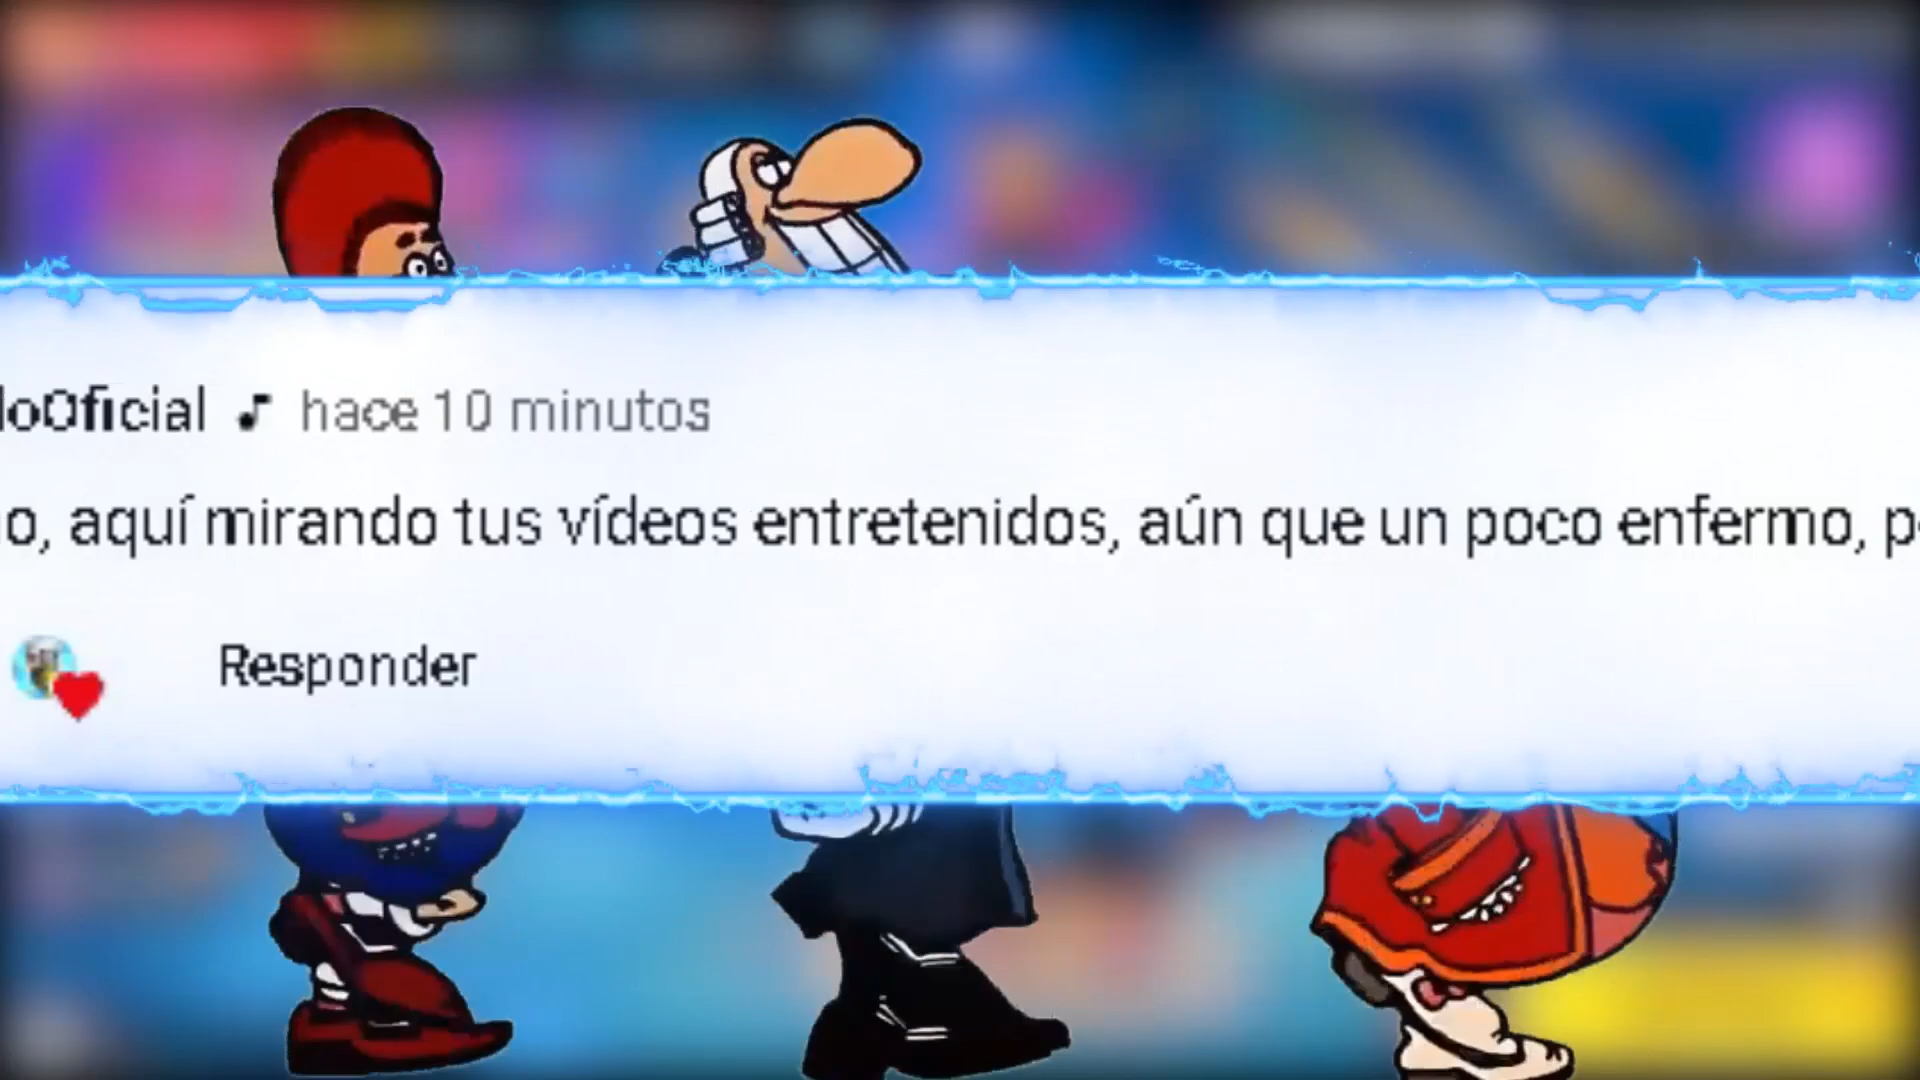 loOficial ♪ hace 10 minutos
o, aquí mirando tus vídeos entretenidos, aún que un poco enfermo, p
Responder